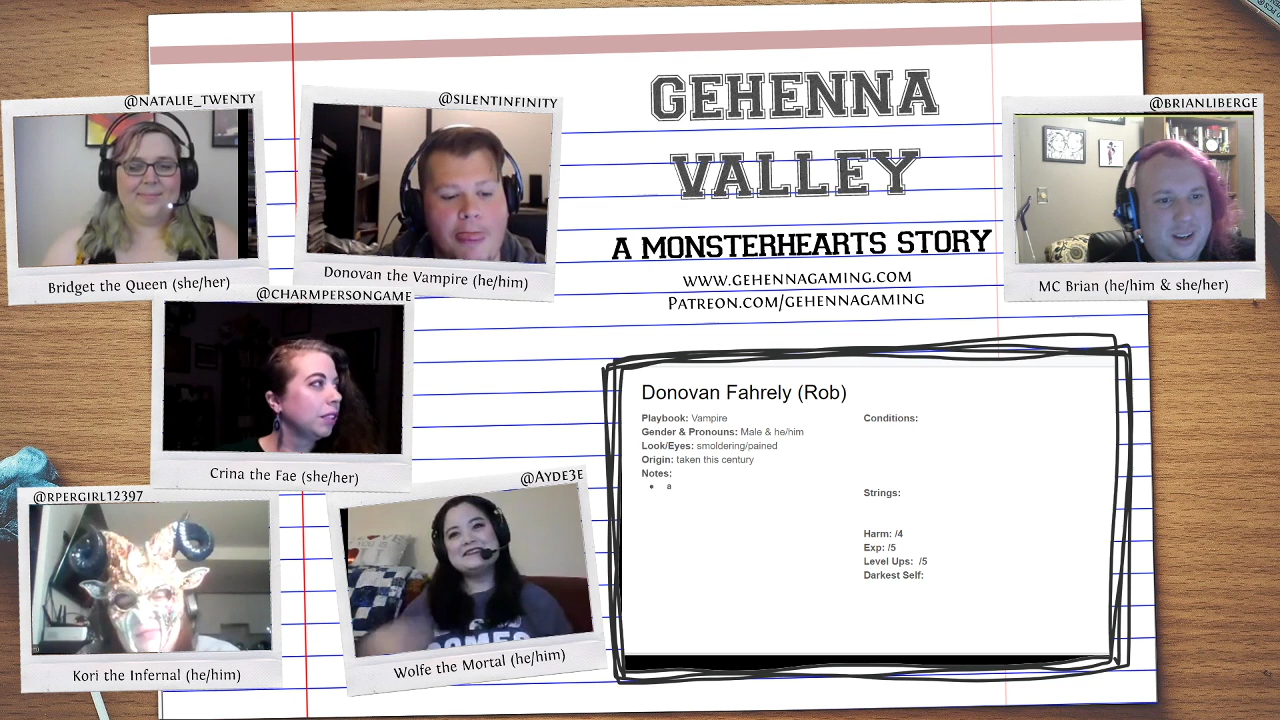 GEHENNA
VALLEY
A MONSTERHEARTS STORY
WWW.GEHENNAGAMING.COM
PATREON.COM/GEHENNAGAMING
@NATALIE_TWENTY
Bridget the Queen (she/her)
@SILENTINFINITY
Donovan the Vampire (he/him)
@BRIANLIBERGE
MC Brian (he/him & she/her)
@CHARMPERSONGAME
Crina the Fae (she/her)
@RPERGIRL12397
Kori the Infernal (he/him)
@AYDE3E
Wolfe the Mortal (he/him)
Donovan Fahrely (Rob)
Playbook: Vampire
Gender & Pronouns: Male & he/him
Look/Eyes: smoldering/pained
Origin: taken this century
Notes:
• a
Conditions:
Strings:
Harm: /4
Exp: /5
Level Ups: /5
Darkest Self: